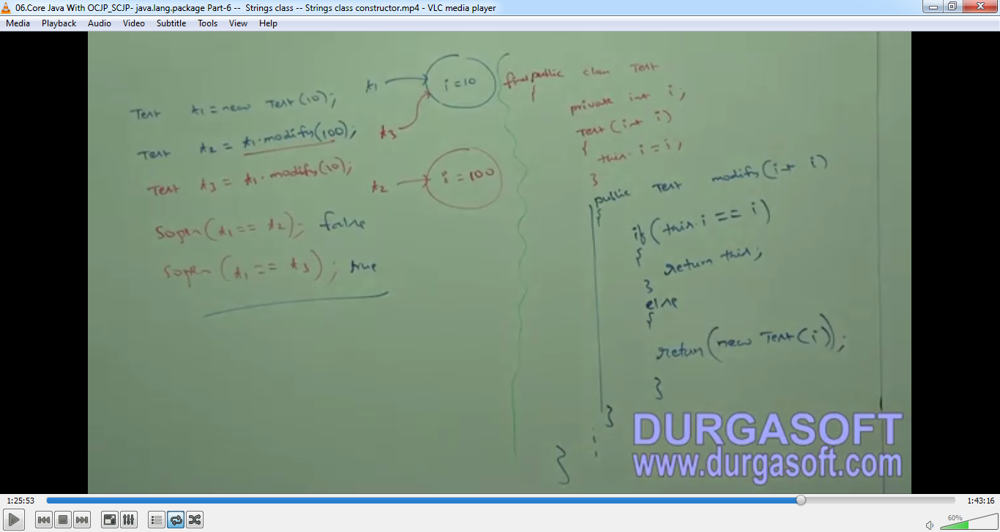 06.Core Java With OCJP_SCJP- java.lang.package Part-6 -- Strings class -- Strings class constructor.mp4 - VLC media player
Media Playback Audio Video Subtitle Tools View Help
Test t1 = new Test(10);
Test t2 = t1.modify(100);
Test t3 = t1.modify(10);
Sopln(t1 == t2); false
Sopln(t1 == t3); true
t1
i = 10
t3
t2
i = 100
final public class Test
{
private int i;
Test(int i)
{
this.i = i;
}
public Test modify(int i)
{
if(this.i == i)
{
return this;
}
else
{
return(new Test(i));
}
}
}
DURGASOFT
www.durgasoft.com
1:25:53
1:43:16
60%